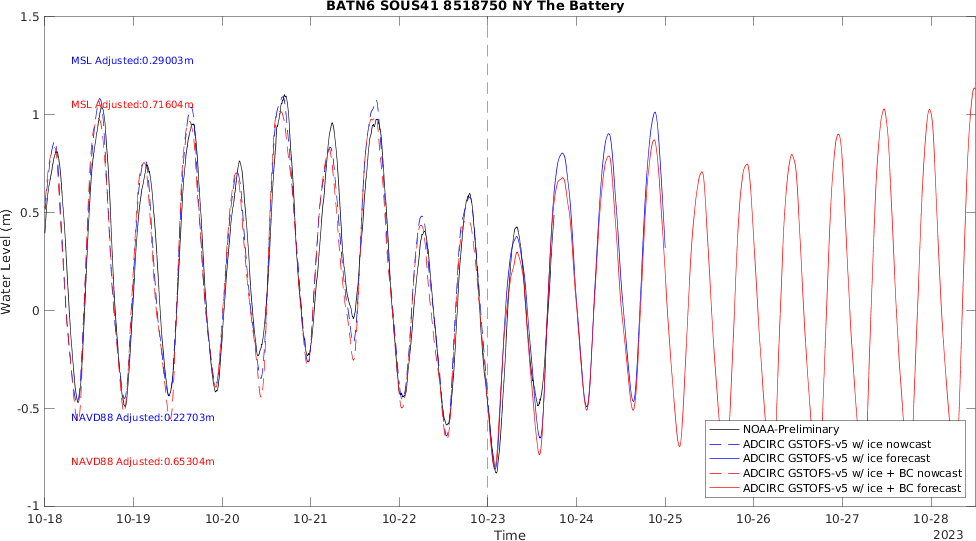 BATN6 SOUS41 8518750 NY The Battery
1.5
MSL Adjusted:0.29003m
MSL Adjusted:0.71604m
1
0.5
Water Level (m)
0
-0.5
NAVD88 Adjusted:0.22703m
NAVD88 Adjusted:0.65304m
-1
NOAA-Preliminary
ADCIRC GSTOFS-v5 w/ ice nowcast
ADCIRC GSTOFS-v5 w/ ice forecast
ADCIRC GSTOFS-v5 w/ ice + BC nowcast
ADCIRC GSTOFS-v5 w/ ice + BC forecast
10-18 10-19 10-20 10-21 10-22 10-23 10-24 10-25 10-26 10-27 10-28
Time
2023